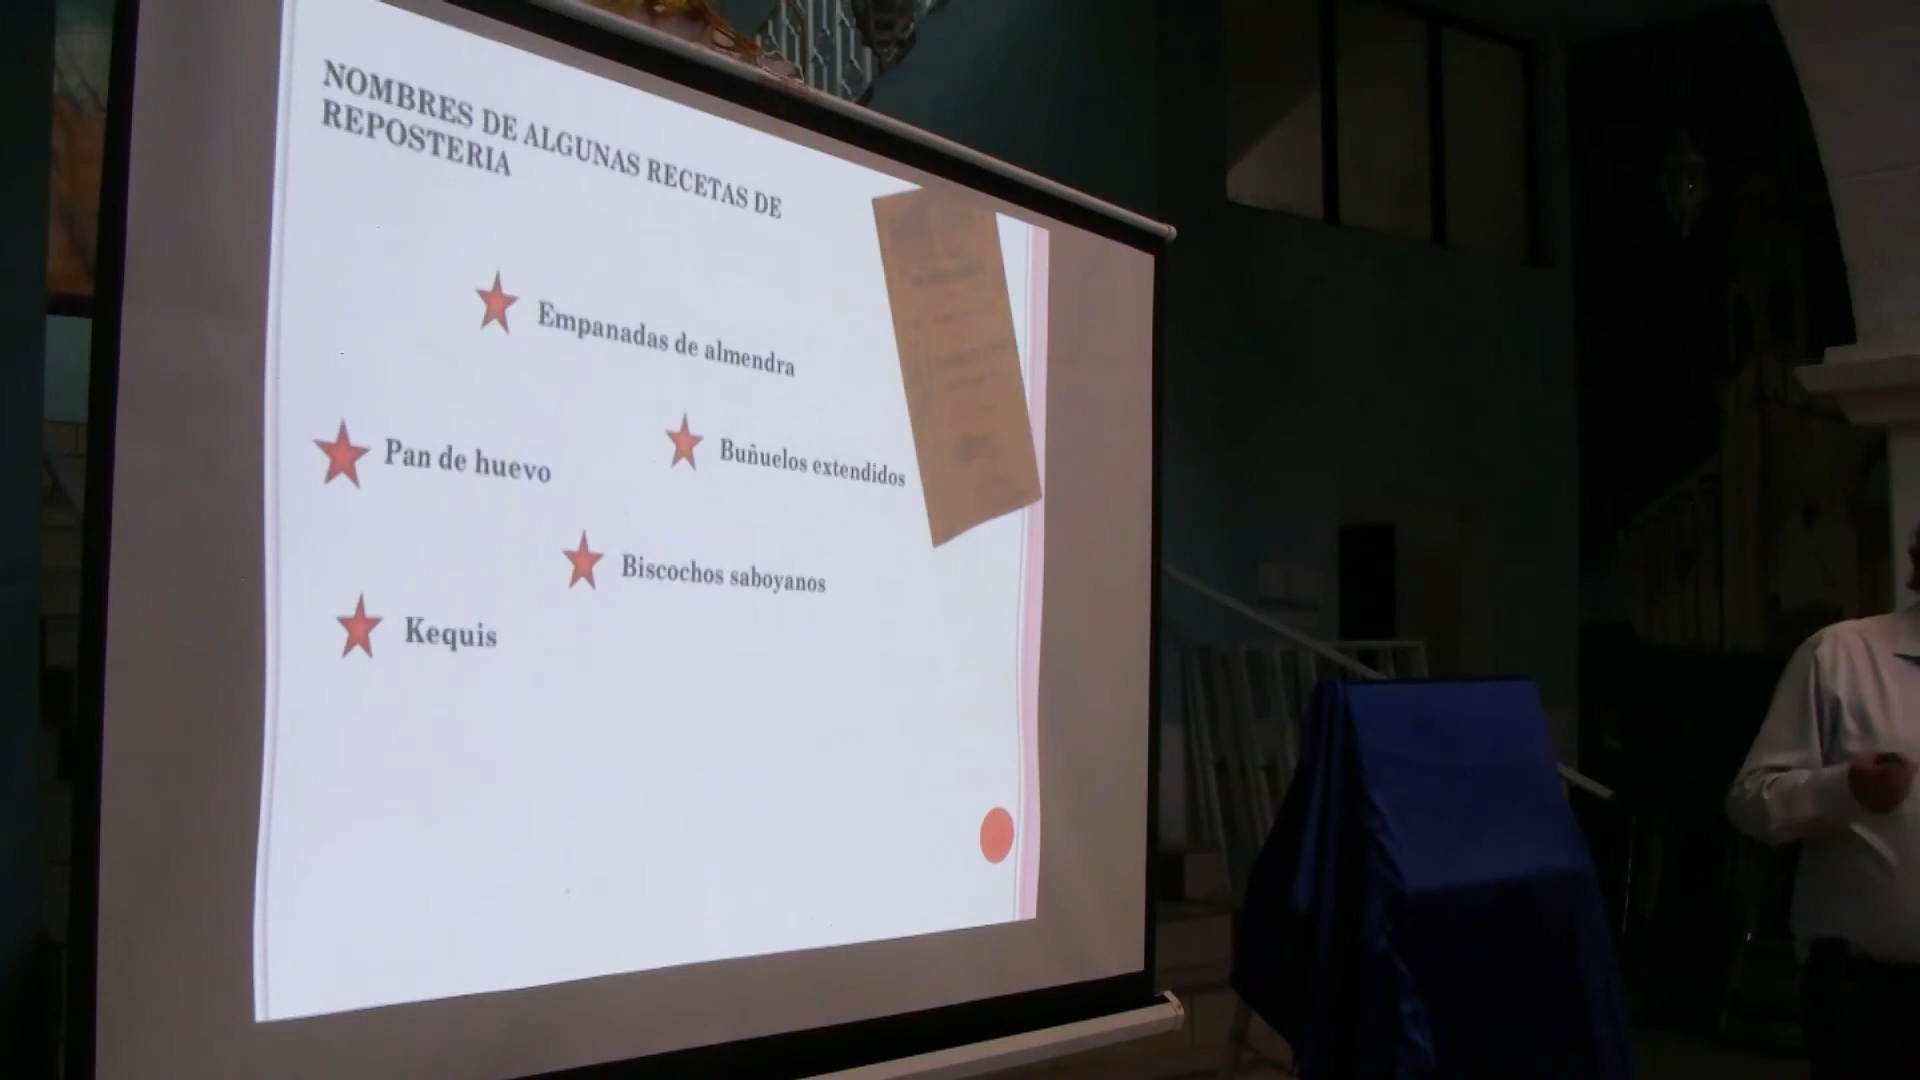 NOMBRES DE ALGUNAS RECETAS DE
REPOSTERIA
Empanadas de almendra
Pan de huevo
Buñuelos extendidos
Biscochos saboyanos
Kequis